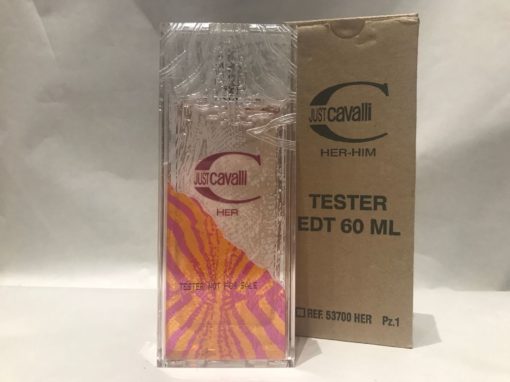 JUST cavalli
HER
TESTER NOT FOR SALE
JUST cavalli
HER-HIM
TESTER
EDT 60 ML
REF. 53700 HER Pz.1